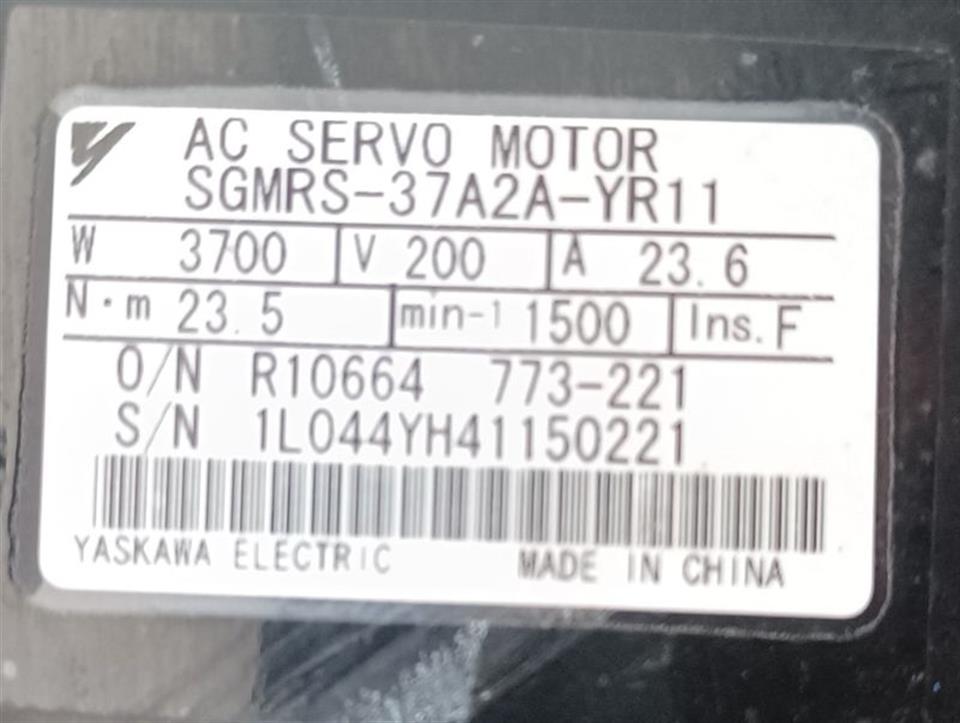 AC SERVO MOTOR
SGMRS-37A2A-YR11
W 3700 V 200 A 23.6
N·m 23.5 min-1 1500 Ins. F
O/N R10664 773-221
S/N 1L044YH41150221
YASKAWA ELECTRIC MADE IN CHINA